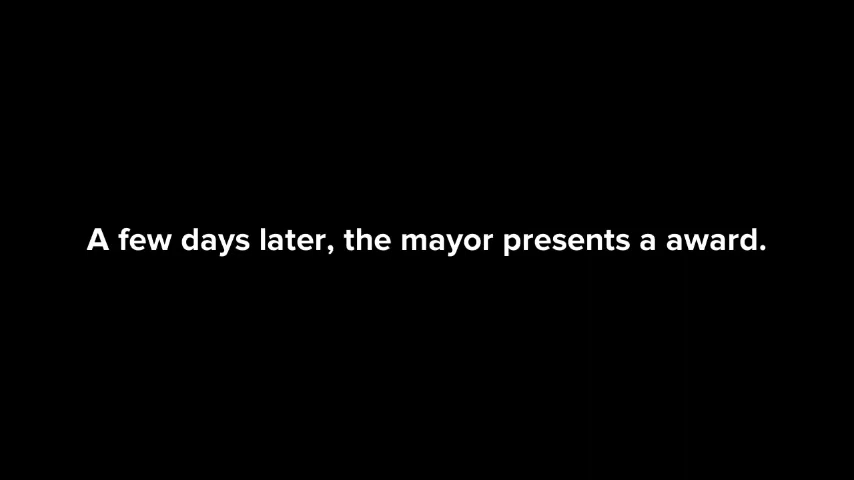 A few days later, the mayor presents a award.